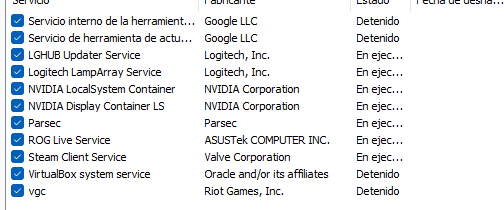 Servicio Fabricante Estado Fecha de desha...
Servicio interno de la herramient... Google LLC Detenido
Servicio de herramienta de actu... Google LLC Detenido
LGHUB Updater Service Logitech, Inc. En ejec...
Logitech LampArray Service Logitech, Inc. En ejec...
NVIDIA LocalSystem Container NVIDIA Corporation En ejec...
NVIDIA Display Container LS NVIDIA Corporation En ejec...
Parsec Parsec En ejec...
ROG Live Service ASUSTek COMPUTER INC. En ejec...
Steam Client Service Valve Corporation En ejec...
VirtualBox system service Oracle and/or its affiliates Detenido
vgc Riot Games, Inc. Detenido